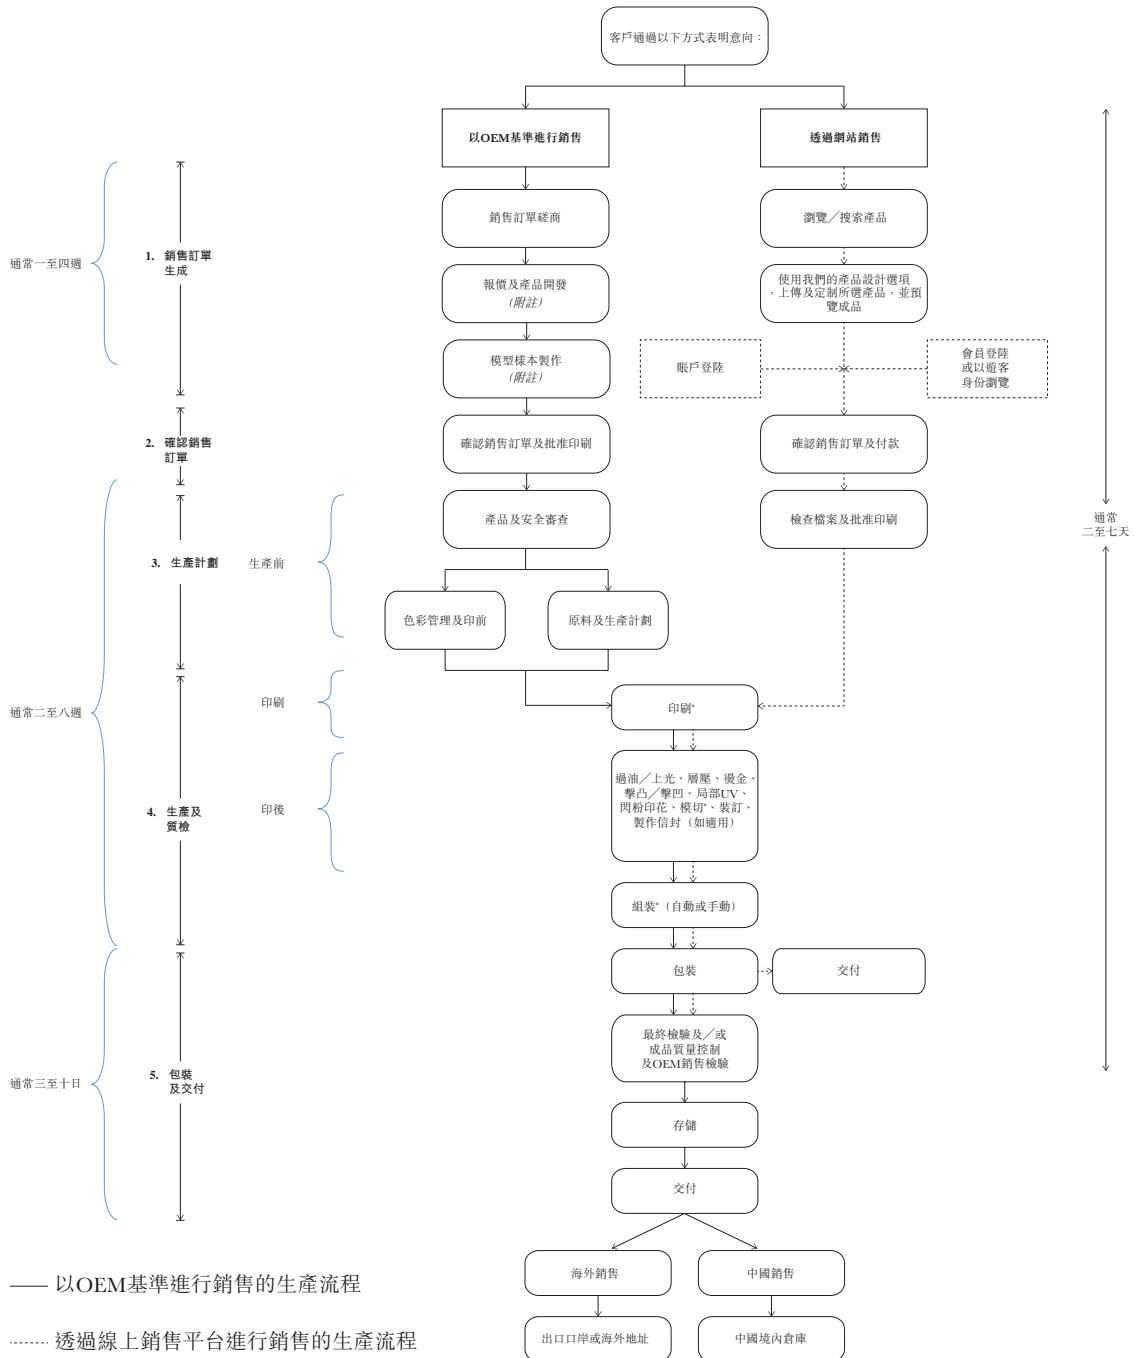 客戶通過以下方式表明意向：
以OEM基準進行銷售
透過網站銷售
銷售訂單磋商
瀏覽／搜索產品
通常一至四週
1. 銷售訂單
生成
報價及產品開發
(附註)
使用我們的產品設計選項
，上傳及定制所選產品，並預
覽成品
模型樣本製作
(附註)
賬戶登陸
會員登陸
或以遊客
身份瀏覽
2. 確認銷售
訂單
確認銷售訂單及批准印刷
確認銷售訂單及付款
產品及安全審查
檢查檔案及批准印刷
通常
二至七天
3. 生產計劃
生產前
色彩管理及印前
原料及生產計劃
通常二至八週
印刷
印刷*
4. 生產及
質檢
印後
過油／上光、層壓、燙金、
擊凸／擊凹、局部UV、
閃粉印花、模切*、裝訂、
製作信封（如適用）
組裝*（自動或手動）
包裝
交付
最終檢驗及／或
成品質量控制
及OEM銷售檢驗
通常三至十日
5. 包裝
及交付
存儲
交付
海外銷售
中國銷售
出口口岸或海外地址
中國境內倉庫
以OEM基準進行銷售的生產流程
透過線上銷售平台進行銷售的生產流程